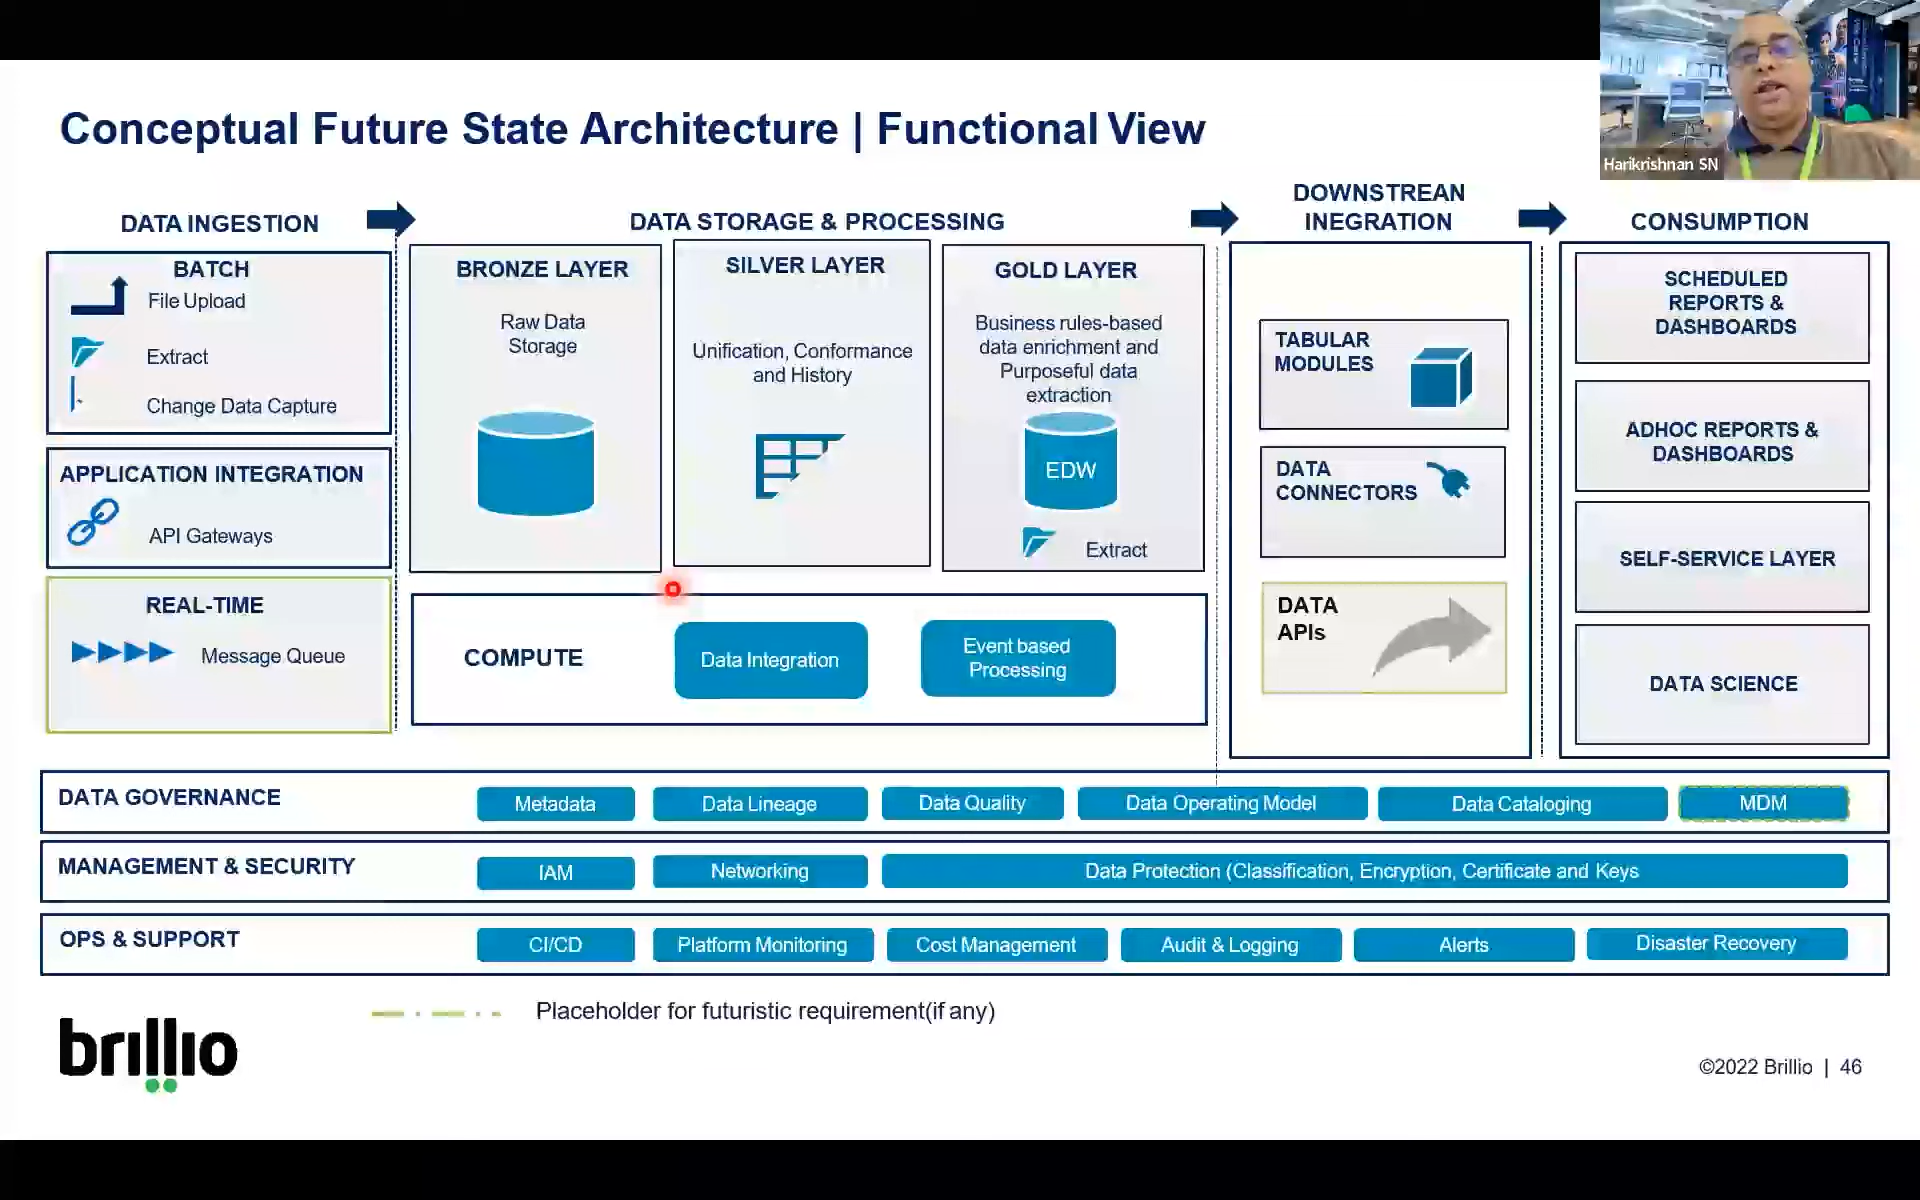 Conceptual Future State Architecture | Functional View
Harikrishnan SN
DATA INGESTION
DATA STORAGE & PROCESSING
DOWNSTREAN
INEGRATION
CONSUMPTION
BATCH
File Upload
Extract
Change Data Capture
APPLICATION INTEGRATION
API Gateways
REAL-TIME
Message Queue
BRONZE LAYER
Raw Data
Storage
SILVER LAYER
Unification, Conformance
and History
GOLD LAYER
Business rules-based
data enrichment and
Purposeful data
extraction
EDW
Extract
COMPUTE
Data Integration
Event based
Processing
TABULAR
MODULES
DATA
CONNECTORS
DATA
APIs
SCHEDULED
REPORTS &
DASHBOARDS
ADHOC REPORTS &
DASHBOARDS
SELF-SERVICE LAYER
DATA SCIENCE
DATA GOVERNANCE
Metadata
Data Lineage
Data Quality
Data Operating Model
Data Cataloging
MDM
MANAGEMENT & SECURITY
IAM
Networking
Data Protection (Classification, Encryption, Certificate and Keys
OPS & SUPPORT
CI/CD
Platform Monitoring
Cost Management
Audit & Logging
Alerts
Disaster Recovery
Placeholder for futuristic requirement(if any)
brillio
©2022 Brillio | 46